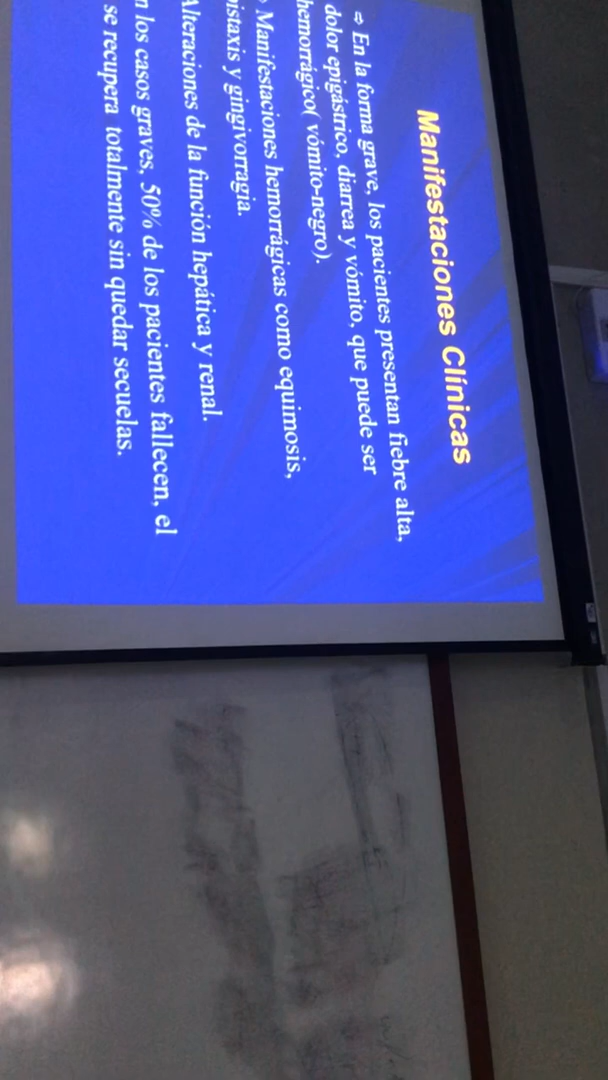 Manifestaciones Clínicas
⇨ En la forma grave, los pacientes presentan fiebre alta,
dolor epigástrico, diarrea y vómito, que puede ser
hemorrágico( vómito-negro).
Manifestaciones hemorrágicas como equimosis,
pistaxis y gingivorragia.
Alteraciones de la función hepática y renal.
n los casos graves, 50% de los pacientes fallecen, el
se recupera totalmente sin quedar secuelas.